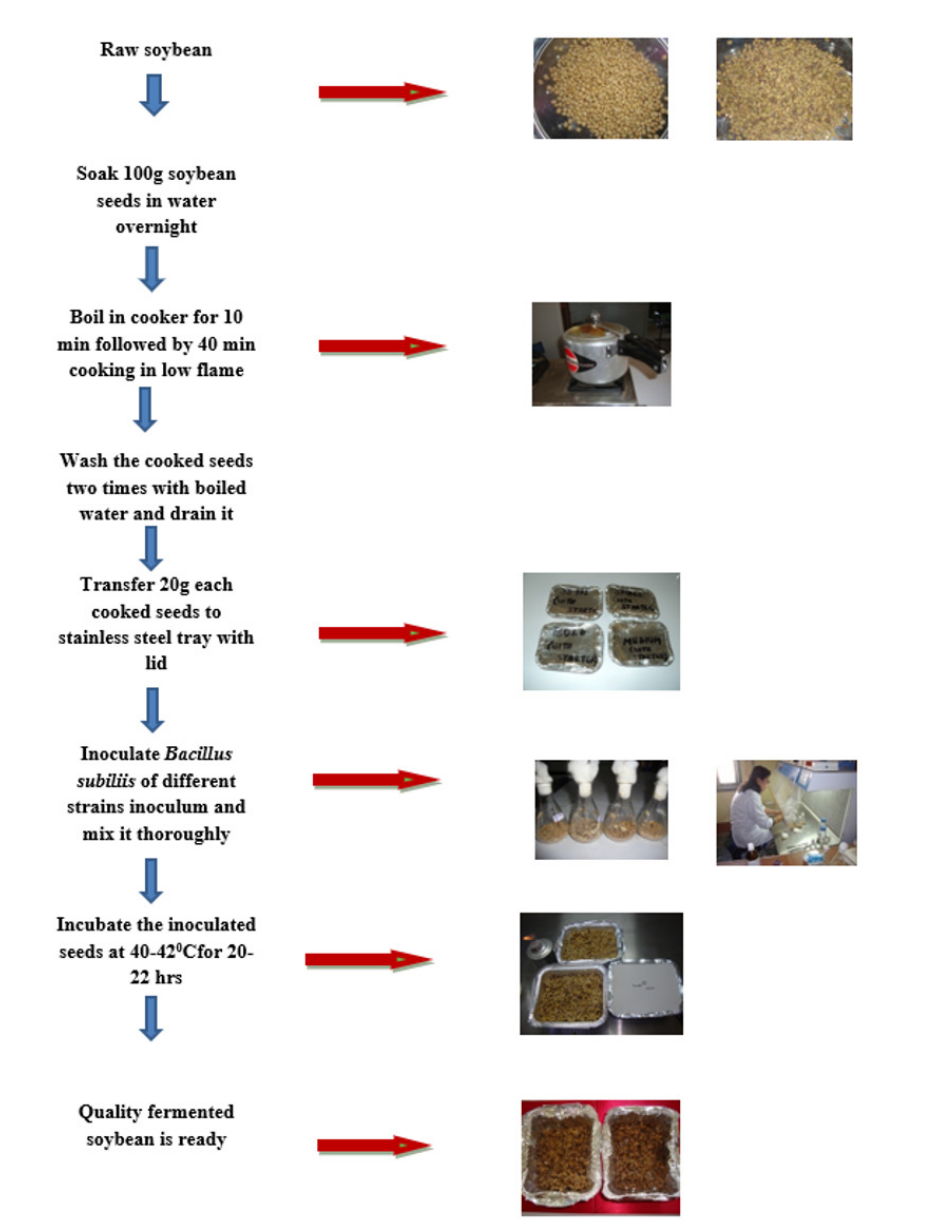 Raw soybean
Soak 100g soybean
seeds in water
overnight
Boil in cooker for 10
min followed by 40 min
cooking in low flame
Wash the cooked seeds
two times with boiled
water and drain it
Transfer 20g each
cooked seeds to
stainless steel tray with
lid
Inoculate Bacillus
subiliis of different
strains inoculum and
mix it thoroughly
Incubate the inoculated
seeds at 40-42⁰Cfor 20-
22 hrs
Quality fermented
soybean is ready